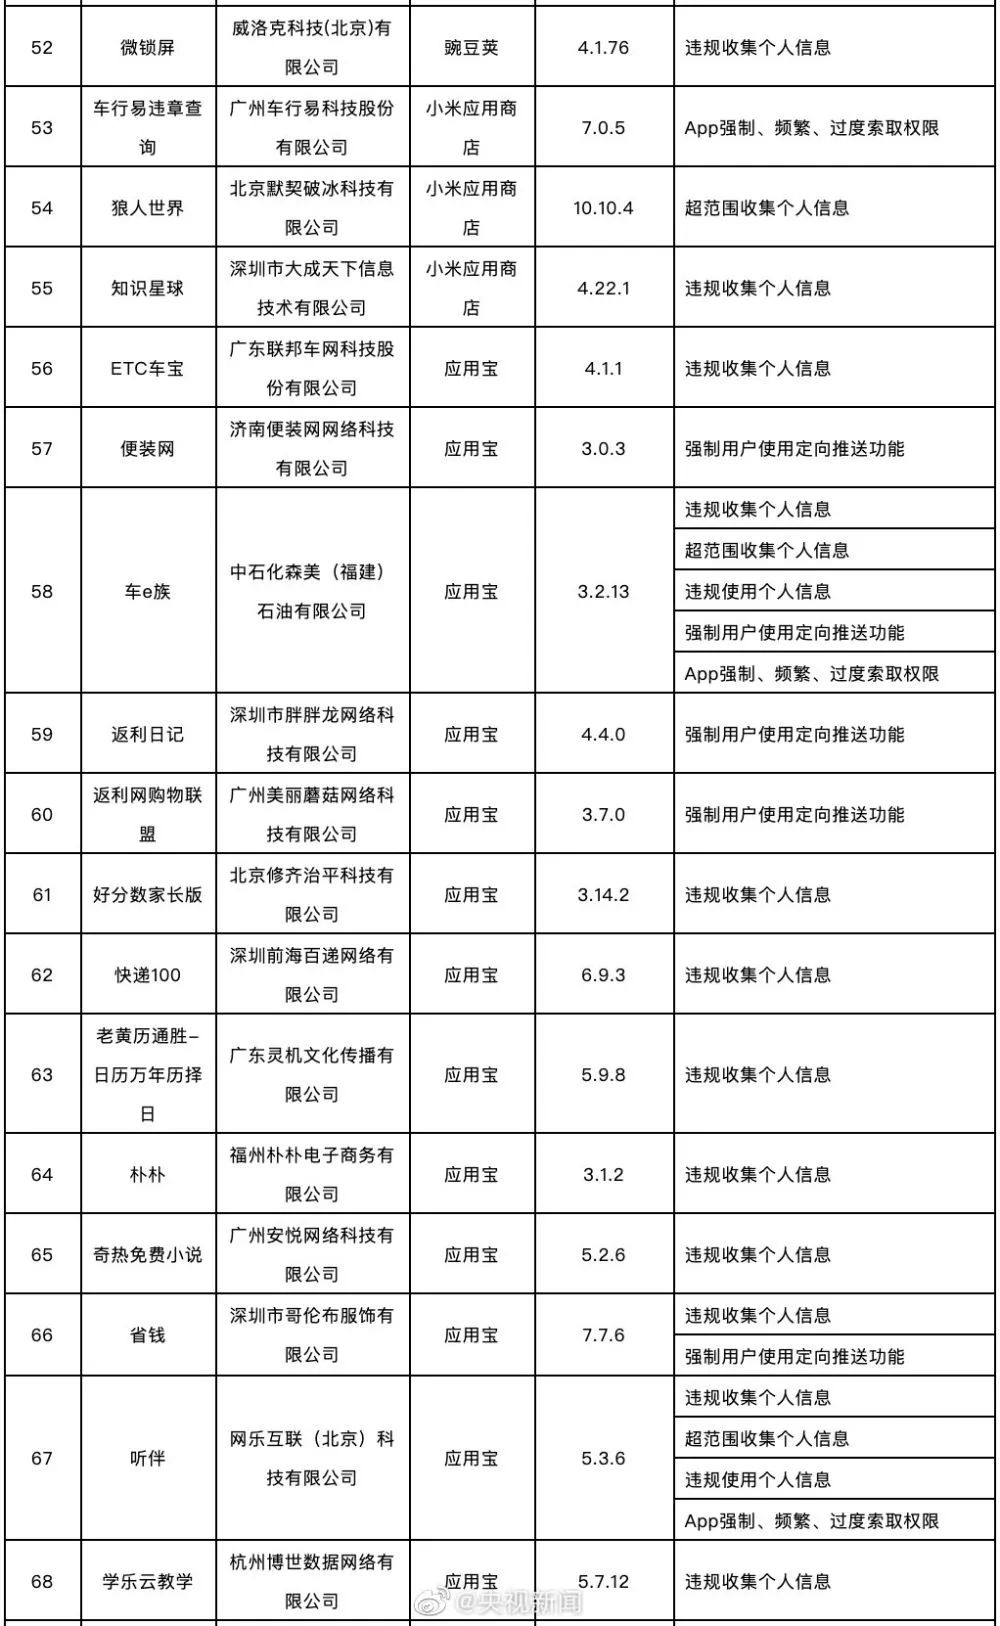 52 微锁屏 威洛克科技(北京)有 豌豆荚 4.1.76 违规收集个人信息
限公司
53 车行易违章查 广州车行易科技股份 小米应用商 7.0.5 App强制、频繁、过度索取权限
询 有限公司 店
54 狼人世界 北京默契破冰科技有 小米应用商 10.10.4 超范围收集个人信息
限公司 店
55 知识星球 深圳市大成天下信息 小米应用商 4.22.1 违规收集个人信息
技术有限公司 店
56 ETC车宝 广东联邦车网科技股 应用宝 4.1.1 违规收集个人信息
份有限公司
57 便装网 济南便装网网络科技 应用宝 3.0.3 强制用户使用定向推送功能
有限公司
违规收集个人信息
超范围收集个人信息
58 车e族 中石化森美（福建） 应用宝 3.2.13 违规使用个人信息
石油有限公司
强制用户使用定向推送功能
App强制、频繁、过度索取权限
59 返利日记 深圳市胖胖龙网络科 应用宝 4.4.0 强制用户使用定向推送功能
技有限公司
60 返利网购物联 广州美丽蘑菇网络科 应用宝 3.7.0 强制用户使用定向推送功能
盟 技有限公司
61 好分数家长版 北京修齐治平科技有 应用宝 3.14.2 违规收集个人信息
限公司
62 快递100 深圳前海百递网络有 应用宝 6.9.3 违规收集个人信息
限公司
老黄历通胜-
63 日历万年历择 广东灵机文化传播有 应用宝 5.9.8 违规收集个人信息
日 限公司
64 朴朴 福州朴朴电子商务有 应用宝 3.1.2 违规收集个人信息
限公司
65 奇热免费小说 广州安悦网络科技有 应用宝 5.2.6 违规收集个人信息
限公司
66 省钱 深圳市哥伦布服饰有 应用宝 7.7.6 违规收集个人信息
限公司 强制用户使用定向推送功能
违规收集个人信息
67 听伴 网乐互联（北京）科 应用宝 5.3.6 超范围收集个人信息
技有限公司 违规使用个人信息
App强制、频繁、过度索取权限
68 学乐云教学 杭州博世数据网络有 应用宝 5.7.12 违规收集个人信息
限公司
@央视新闻